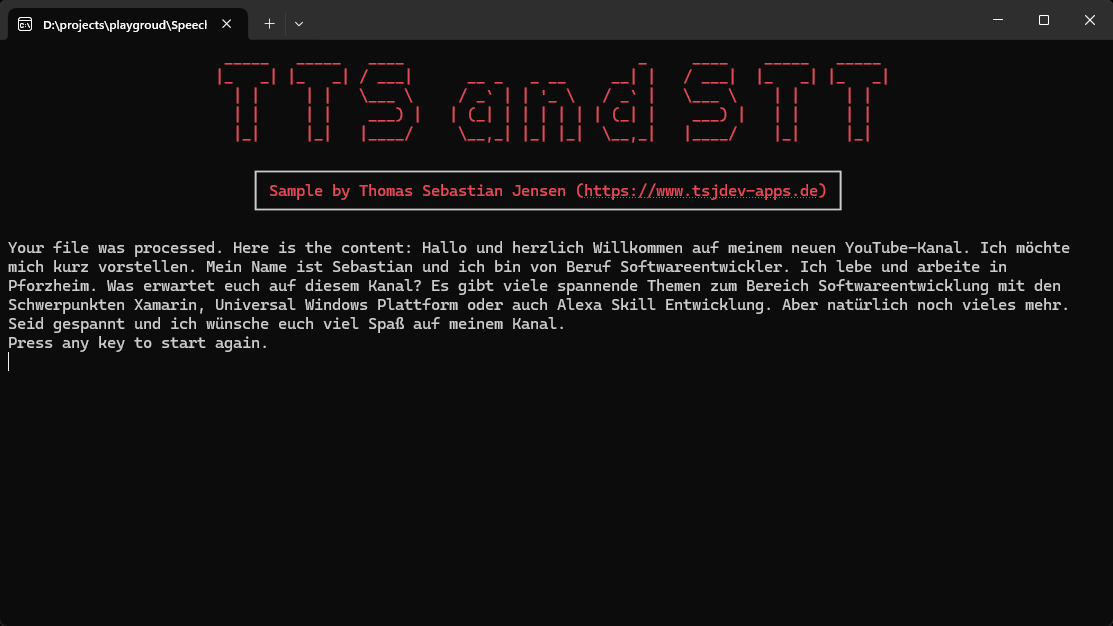 D:\projects\playgroud\Speech
TTS and STT
Sample by Thomas Sebastian Jensen (https://www.tsjdev-apps.de)
Your file was processed. Here is the content: Hallo und herzlich Willkommen auf meinem neuen YouTube-Kanal. Ich möchte
mich kurz vorstellen. Mein Name ist Sebastian und ich bin von Beruf Softwareentwickler. Ich lebe und arbeite in
Pforzheim. Was erwartet euch auf diesem Kanal? Es gibt viele spannende Themen zum Bereich Softwareentwicklung mit den
Schwerpunkten Xamarin, Universal Windows Plattform oder auch Alexa Skill Entwicklung. Aber natürlich noch vieles mehr.
Seid gespannt und ich wünsche euch viel Spaß auf meinem Kanal.
Press any key to start again.